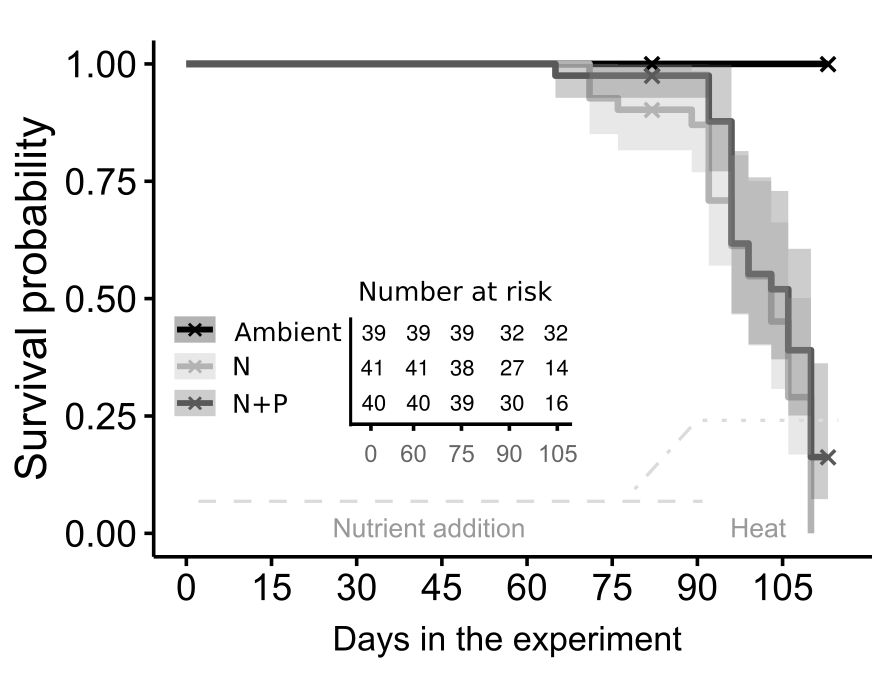 Survival probability
1.00
0.75
0.50
0.25
0.00
Number at risk
Ambient 39 39 39 32 32
N 41 41 38 27 14
N+P 40 40 39 30 16
0 60 75 90 105
Nutrient addition Heat
0 15 30 45 60 75 90 105
Days in the experiment